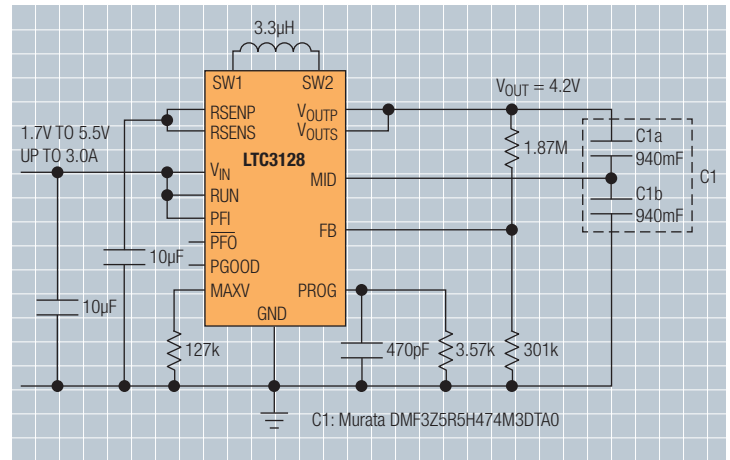 3.3µH
SW1 SW2
VOUT = 4.2V
RSENP
RSENS
VOUTP
VOUTS
1.7V TO 5.5V
UP TO 3.0A
LTC3128
1.87M
C1a
940mF
C1
VIN
MID
RUN
C1b
940mF
PFI
FB
PFO
10µF
PGOOD
MAXV
PROG
10µF
GND
127k
470pF
3.57k
301k
C1: Murata DMF3Z5R5H474M3DTA0